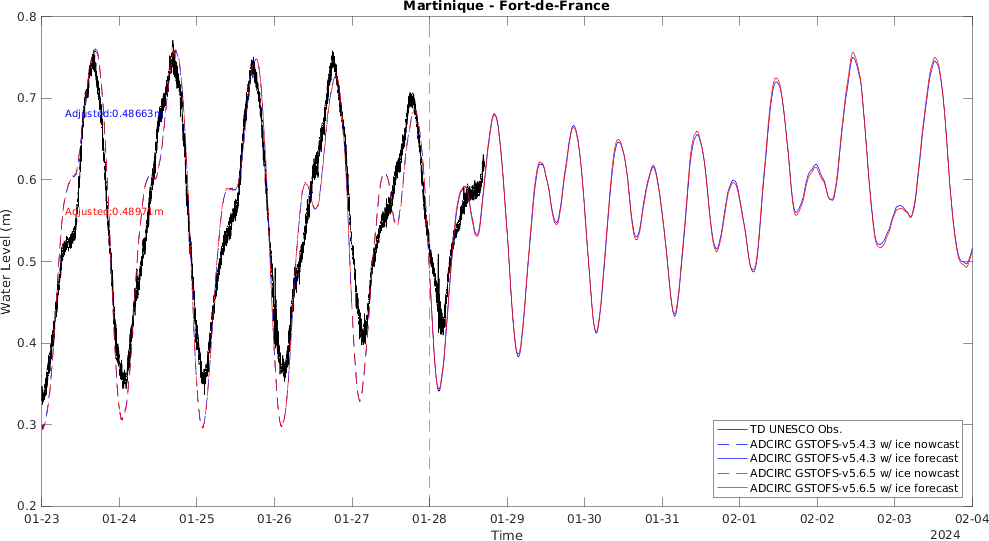 Martinique - Fort-de-France
0.8
0.7
0.6
0.5
0.4
0.3
0.2
Water Level (m)
Adjusted:0.48663m
Adjusted:0.48971m
TD UNESCO Obs.
ADCIRC GSTOFS-v5.4.3 w/ ice nowcast
ADCIRC GSTOFS-v5.4.3 w/ ice forecast
ADCIRC GSTOFS-v5.6.5 w/ ice nowcast
ADCIRC GSTOFS-v5.6.5 w/ ice forecast
01-23 01-24 01-25 01-26 01-27 01-28 01-29 01-30 01-31 02-01 02-02 02-03 02-04
Time
2024